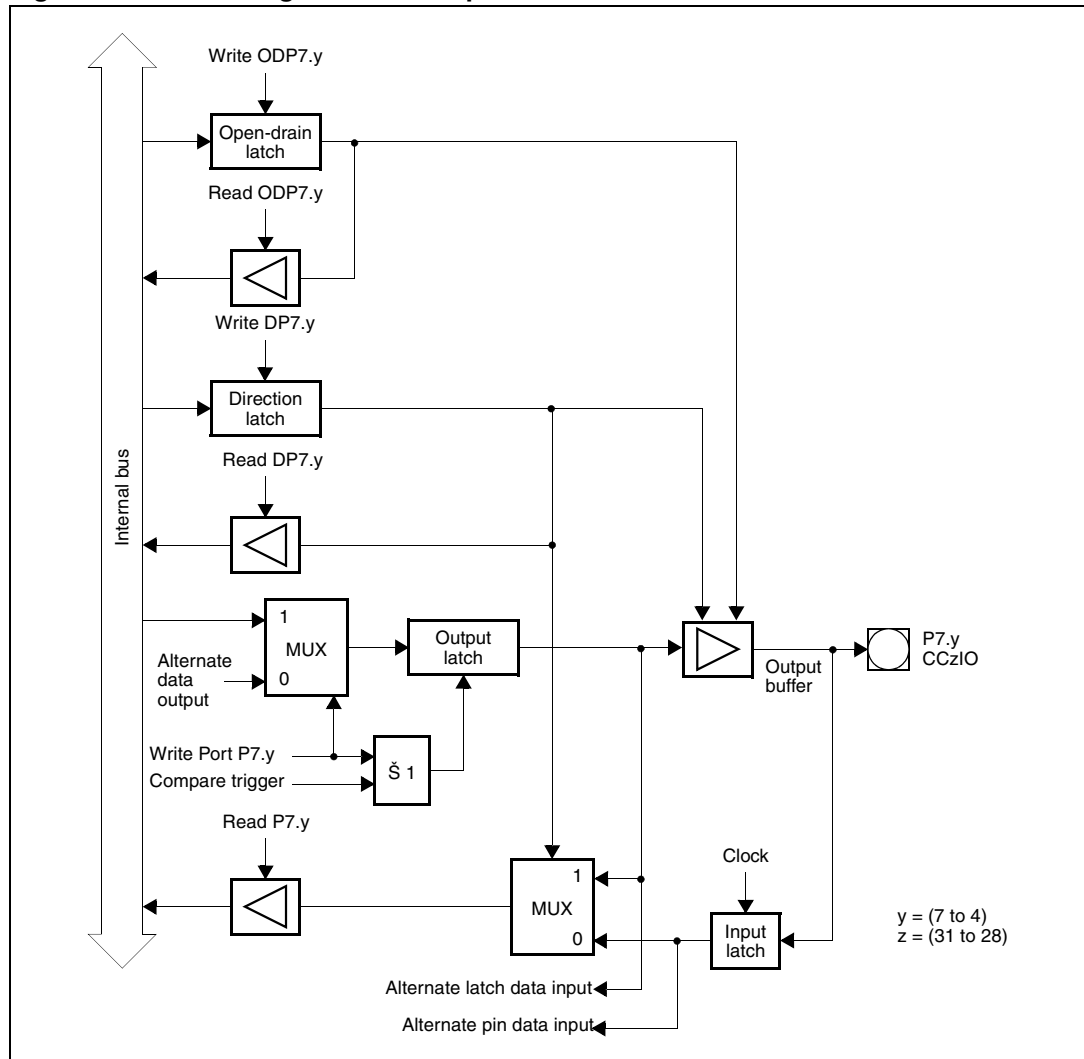 Write ODP7.y
Open-drain
latch
Read ODP7.y
Write DP7.y
Direction
latch
Read DP7.y
Internal bus
1
MUX
0
Alternate
data
output
Output
latch
Output
buffer
P7.y
CCzIO
Write Port P7.y
Compare trigger
Š 1
Read P7.y
1
MUX
0
Clock
Input
latch
y = (7 to 4)
z = (31 to 28)
Alternate latch data input
Alternate pin data input